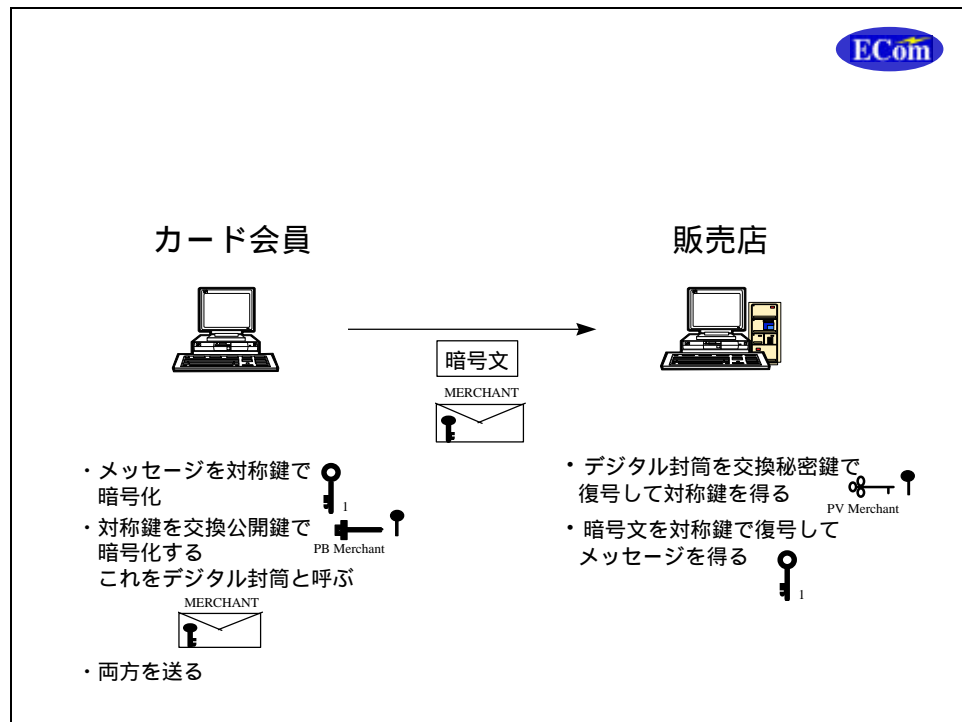 ECom
カード会員
販売店
暗号文
MERCHANT
・メッセージを対称鍵で
暗号化
1
・対称鍵を交換公開鍵で
暗号化する
PB Merchant
これをデジタル封筒と呼ぶ
MERCHANT
・両方を送る
・デジタル封筒を交換秘密鍵で
復号して対称鍵を得る
PV Merchant
・暗号文を対称鍵で復号して
メッセージを得る
1